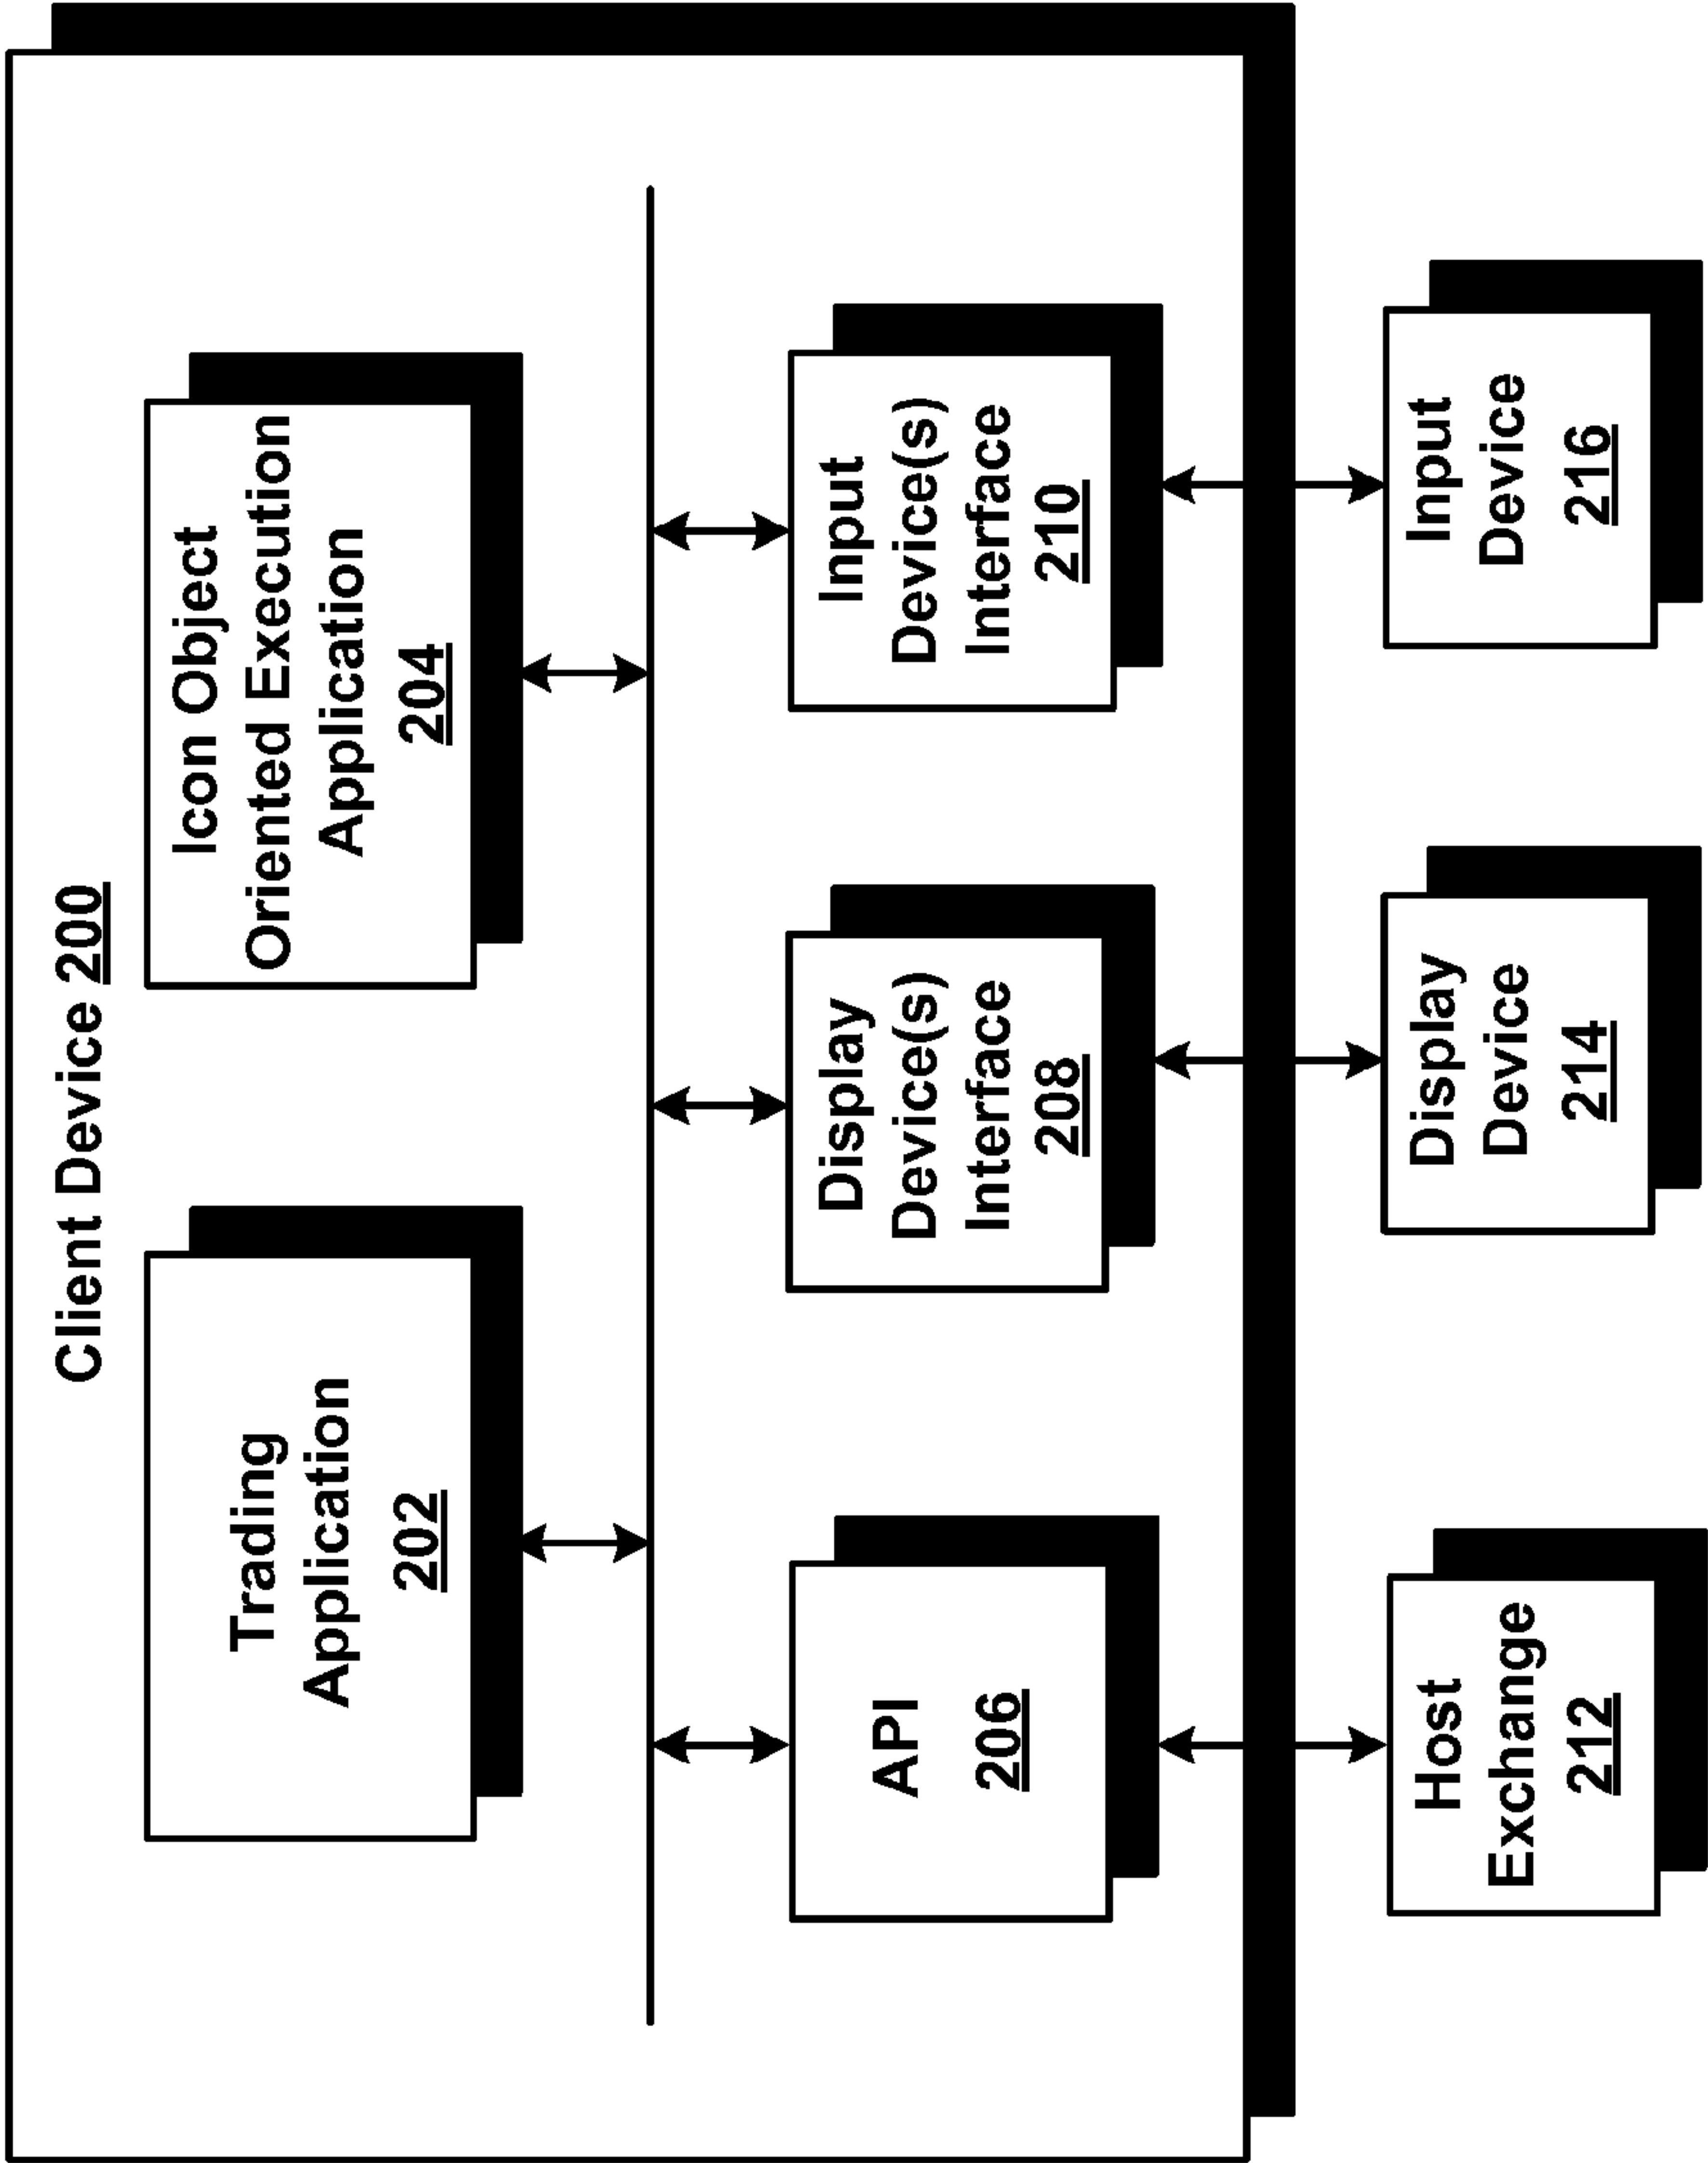 Client Device 200
Trading
Application
202
Icon Object
Oriented Execution
Application
204
API
206
Display
Device(s)
Interface
208
Input
Device(s)
Interface
210
Host
Exchange
212
Display
Device
214
Input
Device
216